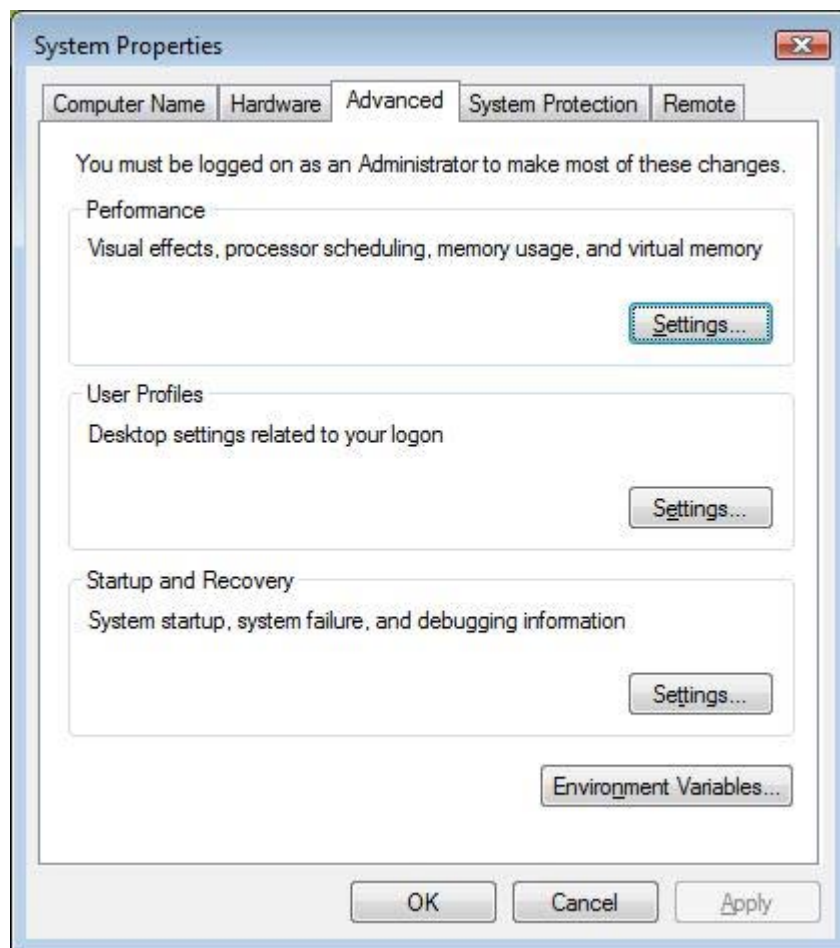 System Properties
Computer Name Hardware Advanced System Protection Remote
You must be logged on as an Administrator to make most of these changes.
Performance
Visual effects, processor scheduling, memory usage, and virtual memory
Settings...
User Profiles
Desktop settings related to your logon
Settings...
Startup and Recovery
System startup, system failure, and debugging information
Settings...
Environment Variables...
OK Cancel Apply